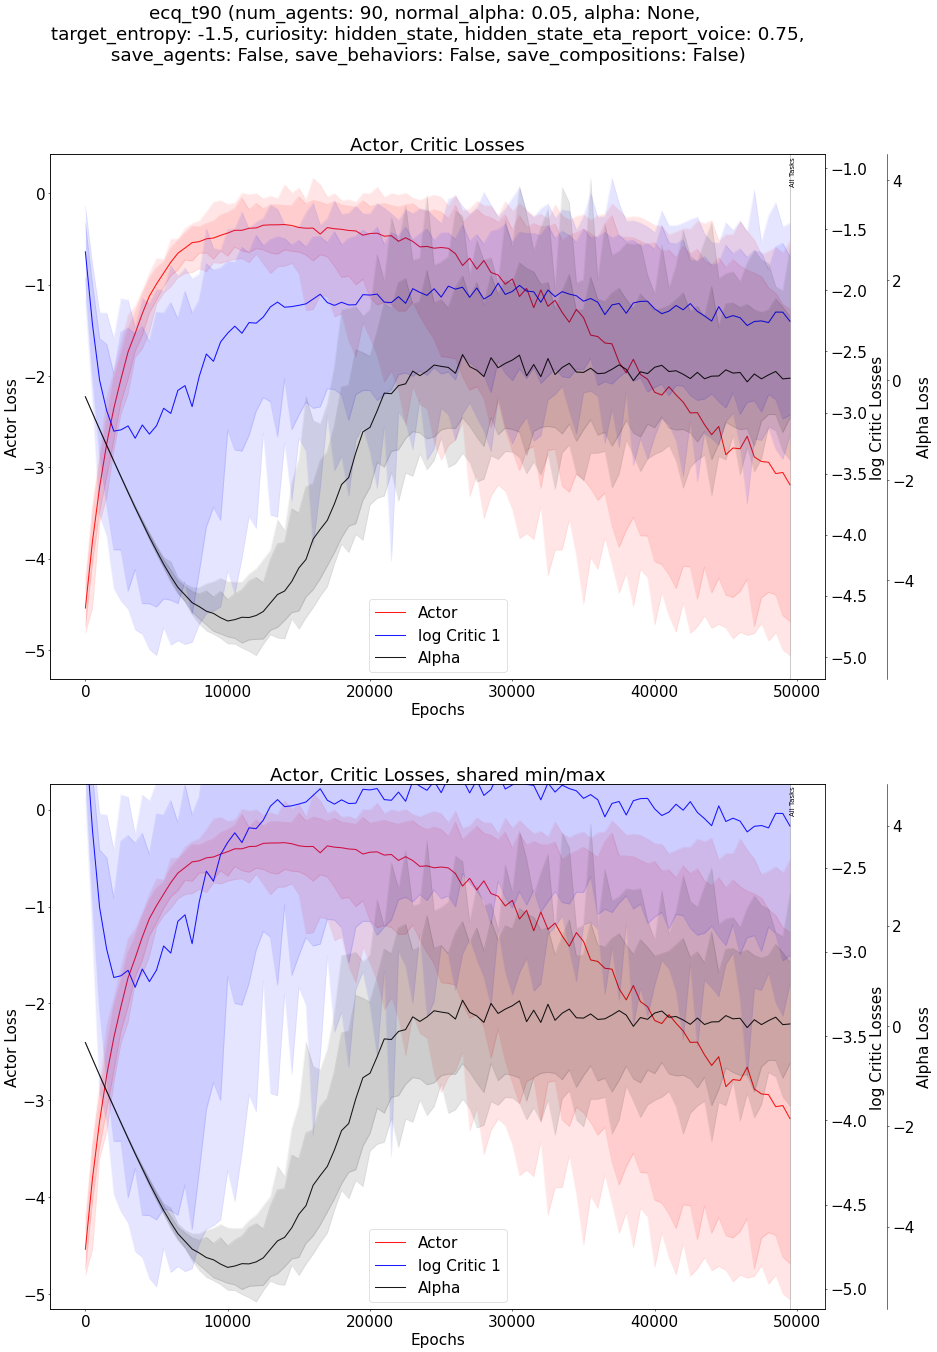 ecq_t90 (num_agents: 90, normal_alpha: 0.05, alpha: None,
target_entropy: -1.5, curiosity: hidden_state, hidden_state_eta_report_voice: 0.75,
save_agents: False, save_behaviors: False, save_compositions: False)
Actor, Critic Losses
All Tasks
0
−1
−2
−3
−4
−5
Actor Loss
−1.0
−1.5
−2.0
−2.5
−3.0
−3.5
−4.0
−4.5
−5.0
log Critic Losses
4
2
0
−2
−4
Alpha Loss
Actor
log Critic 1
Alpha
0 10000 20000 30000 40000 50000
Epochs
Actor, Critic Losses, shared min/max
All Tasks
0
−1
−2
−3
−4
−5
Actor Loss
−2.5
−3.0
−3.5
−4.0
−4.5
−5.0
log Critic Losses
4
2
0
−2
−4
Alpha Loss
Actor
log Critic 1
Alpha
0 10000 20000 30000 40000 50000
Epochs